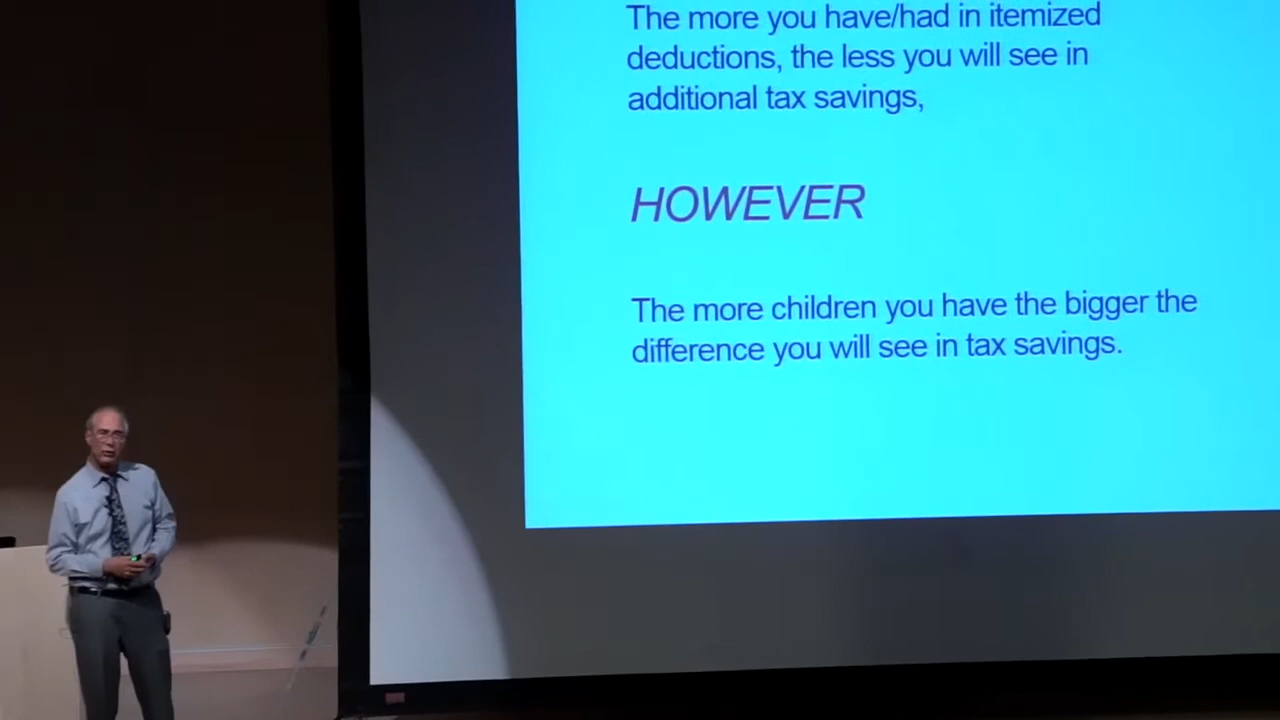 The more you have/had in itemized
deductions, the less you will see in
additional tax savings,
HOWEVER
The more children you have the bigger the
difference you will see in tax savings.